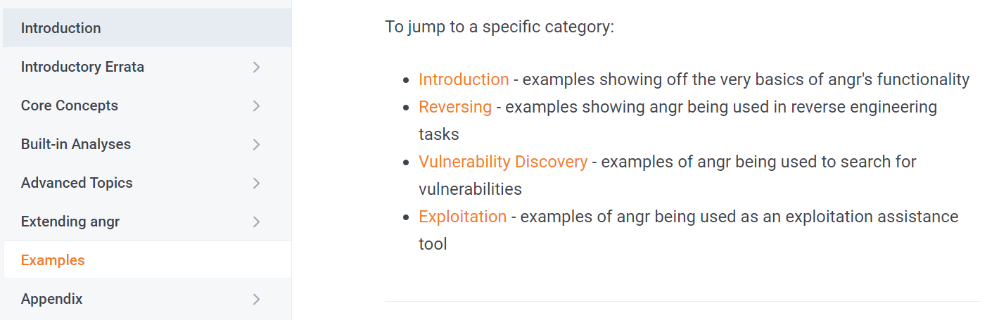 Introduction
Introductory Errata
Core Concepts
Built-in Analyses
Advanced Topics
Extending angr
Examples
Appendix
To jump to a specific category:
Introduction - examples showing off the very basics of angr's functionality
Reversing - examples showing angr being used in reverse engineering
tasks
Vulnerability Discovery - examples of angr being used to search for
vulnerabilities
Exploitation - examples of angr being used as an exploitation assistance
tool